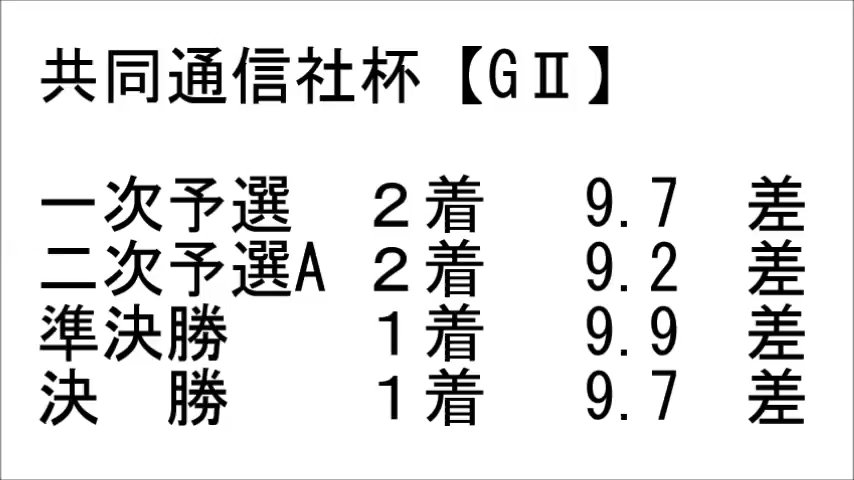 共同通信社杯【GⅡ】
一次予選　２着　9.7　差
二次予選A　２着　9.2　差
準決勝　１着　9.9　差
決　勝　１着　9.7　差